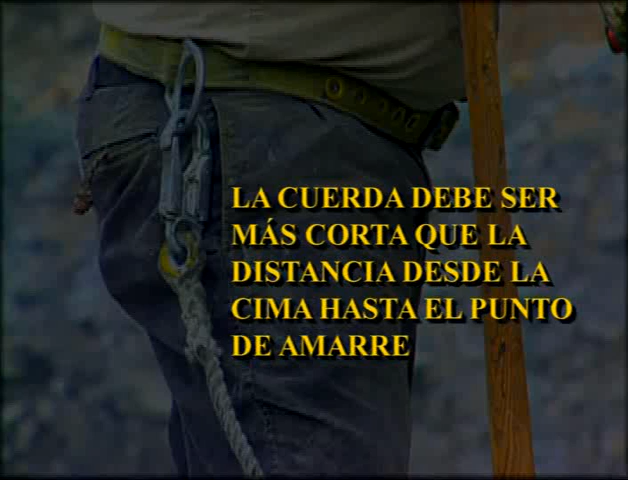 LA CUERDA DEBE SER
MÁS CORTA QUE LA
DISTANCIA DESDE LA
CIMA HASTA EL PUNTO
DE AMARRE